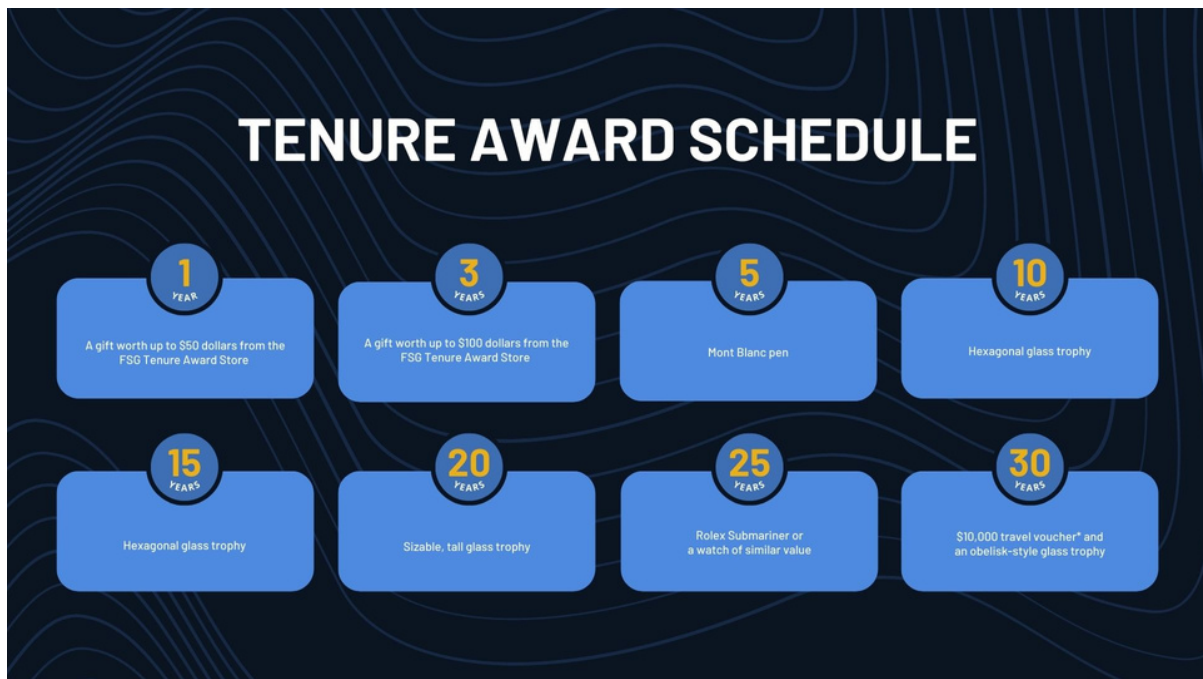 TENURE AWARD SCHEDULE
1
YEAR
A gift worth up to $50 dollars from the
FSG Tenure Award Store
3
YEARS
A gift worth up to $100 dollars from the
FSG Tenure Award Store
5
YEARS
Mont Blanc pen
10
YEARS
Hexagonal glass trophy
15
YEARS
Hexagonal glass trophy
20
YEARS
Sizable, tall glass trophy
25
YEARS
Rolex Submariner or
a watch of similar value
30
YEARS
$10,000 travel voucher* and
an obelisk-style glass trophy